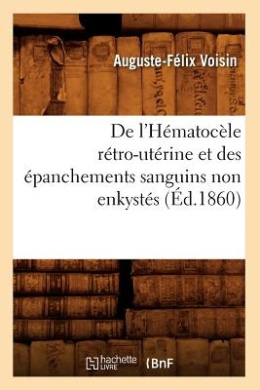 Auguste-Félix Voisin
De l'Hématocèle
rétro-utérine et des
épanchements sanguins non
enkystés (Éd.1860)
hachette
LIVRE
{BnF